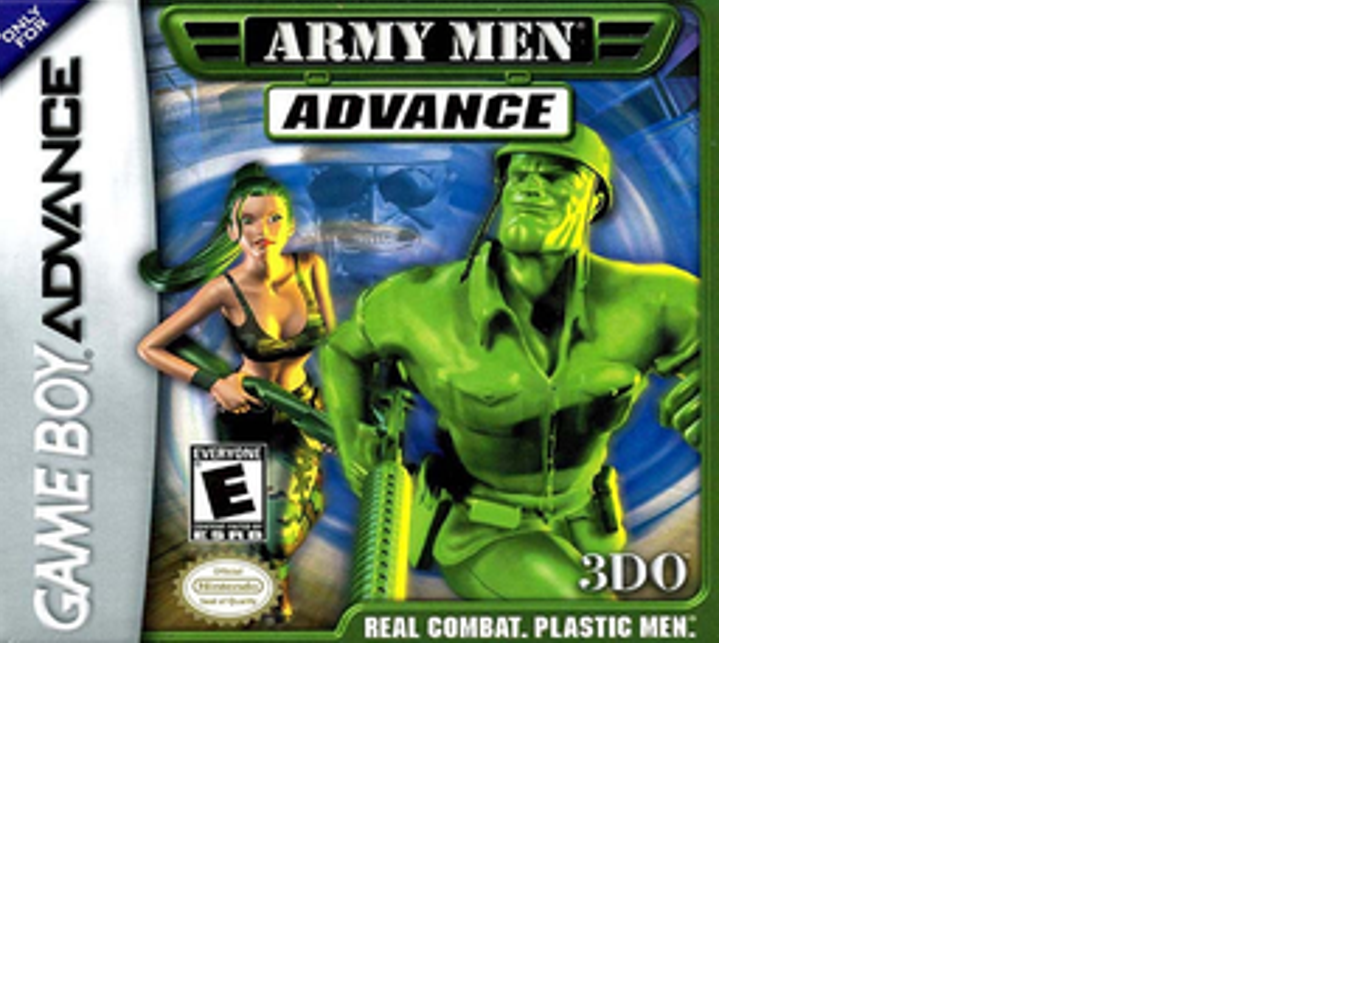 ONLY
FOR
GAME BOY ADVANCE
ARMY MEN
ADVANCE
EVERYONE
E
ESRB
Official
Nintendo
Seal of Quality
3DO
REAL COMBAT. PLASTIC MEN.